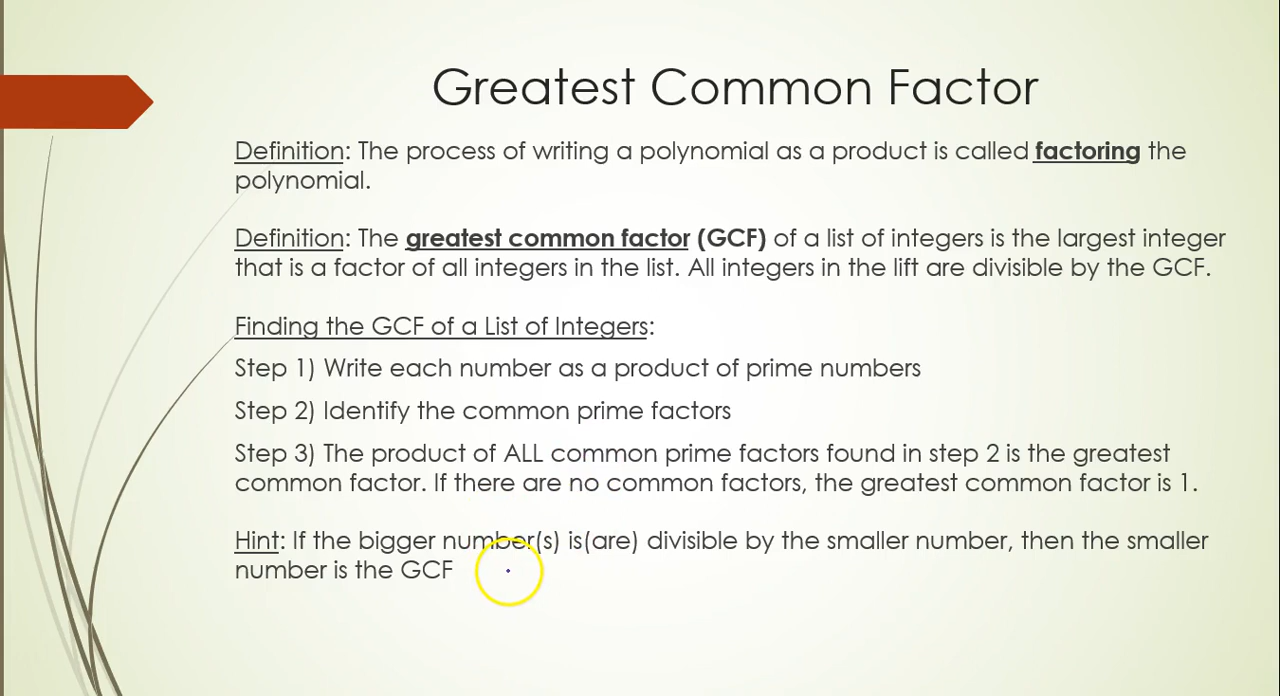 Greatest Common Factor
Definition: The process of writing a polynomial as a product is called factoring the
polynomial.
Definition: The greatest common factor (GCF) of a list of integers is the largest integer
that is a factor of all integers in the list. All integers in the lift are divisible by the GCF.
Finding the GCF of a List of Integers:
Step 1) Write each number as a product of prime numbers
Step 2) Identify the common prime factors
Step 3) The product of ALL common prime factors found in step 2 is the greatest
common factor. If there are no common factors, the greatest common factor is 1.
Hint: If the bigger number(s) is(are) divisible by the smaller number, then the smaller
number is the GCF